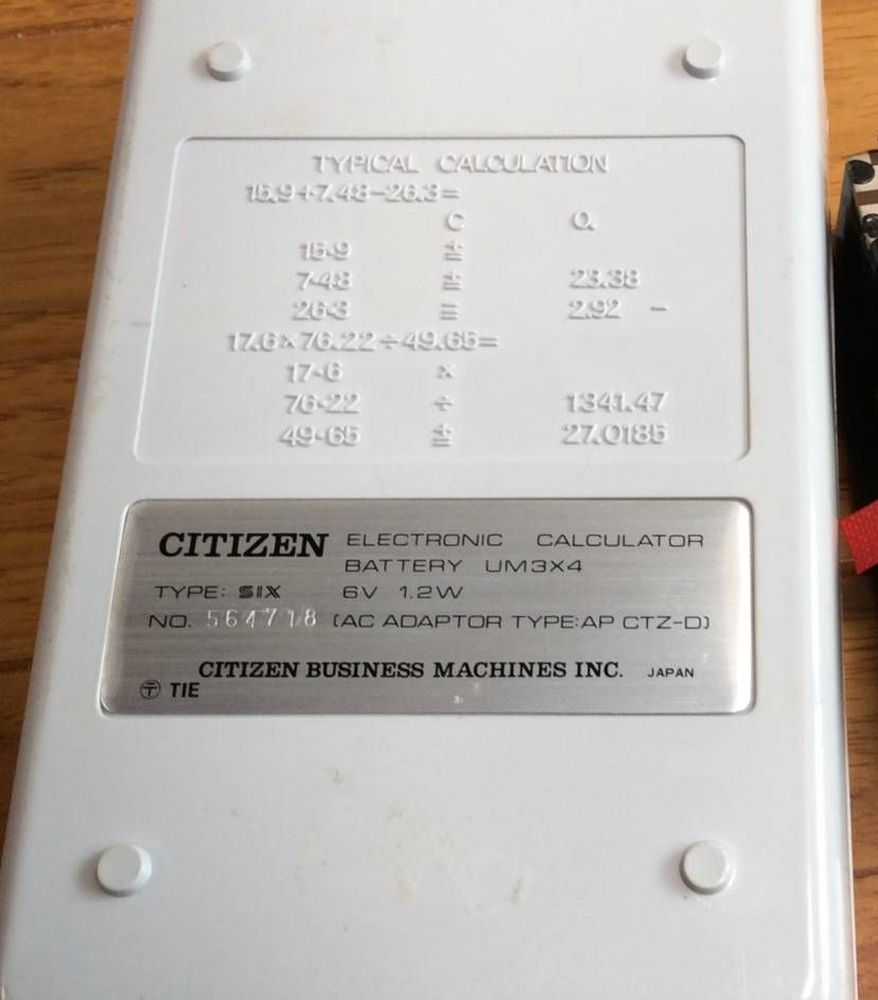 TYPICAL CALCULATION
15.9+7.48−26.3=
C Q
15·9 ±
7·48 ± 23.38
26·3 = 2.92 −
17.6×76.22÷49.65=
17·6 ×
76·22 ÷ 1341.47
49·65 ± 27.0185
CITIZEN ELECTRONIC CALCULATOR
BATTERY UM3X4
TYPE: SIX 6V 1.2W
NO. 564718 (AC ADAPTOR TYPE:AP CTZ-D)
CITIZEN BUSINESS MACHINES INC. JAPAN
〒 TIE